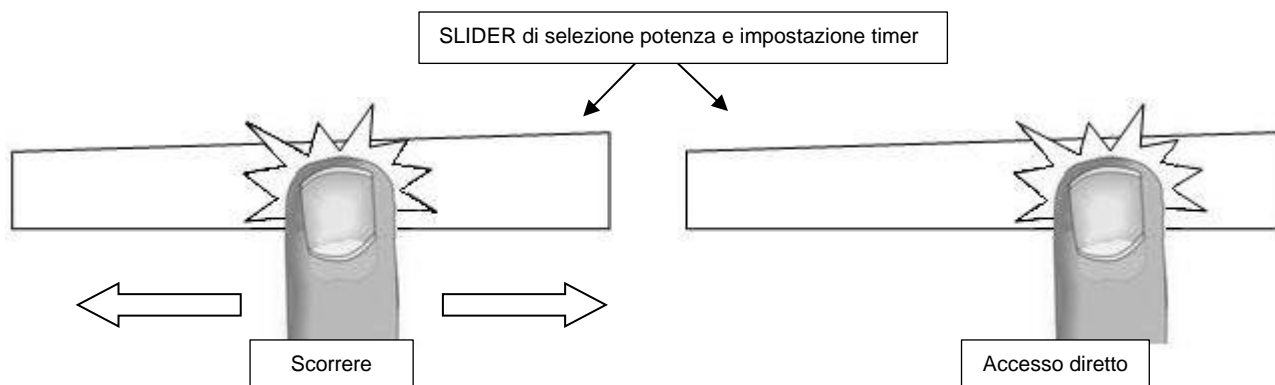 SLIDER di selezione potenza e impostazione timer
Scorrere
Accesso diretto